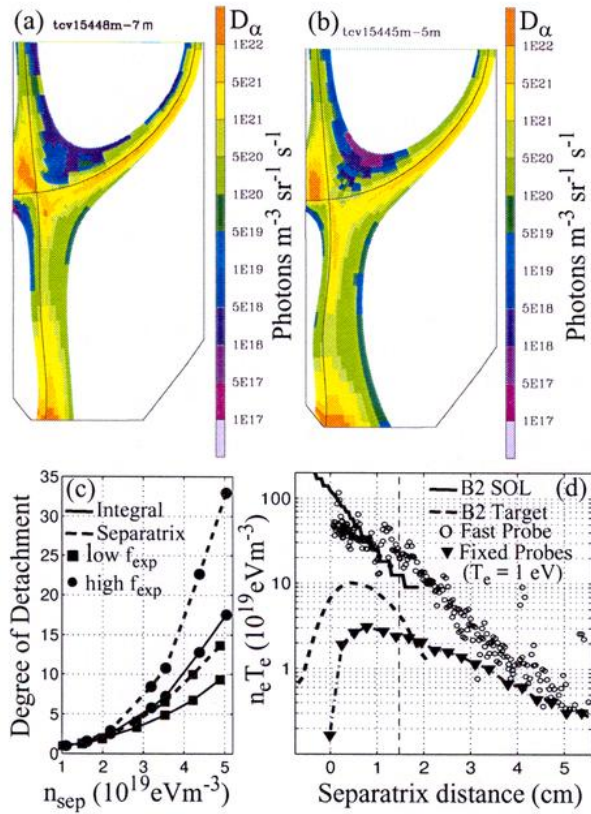 (a) tcv15448m-7m
Dα
1E22
5E21
1E21
5E20
1E20
5E19
1E19
5E18
1E18
5E17
1E17
Photons m⁻³ sr⁻¹ s⁻¹
(b) tcv15445m-5m
Dα
1E22
5E21
1E21
5E20
1E20
5E19
1E19
5E18
1E18
5E17
1E17
Photons m⁻³ sr⁻¹ s⁻¹
(c)
Integral
Separatrix
low f_exp
high f_exp
Degree of Detachment
35
30
25
20
15
10
5
0
1 2 3 4 5
n_sep (10¹⁹eVm⁻³)
(d)
B2 SOL
B2 Target
Fast Probe
Fixed Probes
(Tₑ = 1 eV)
nₑTₑ (10¹⁹eVm⁻³)
100
10
1
0 1 2 3 4 5
Separatrix distance (cm)